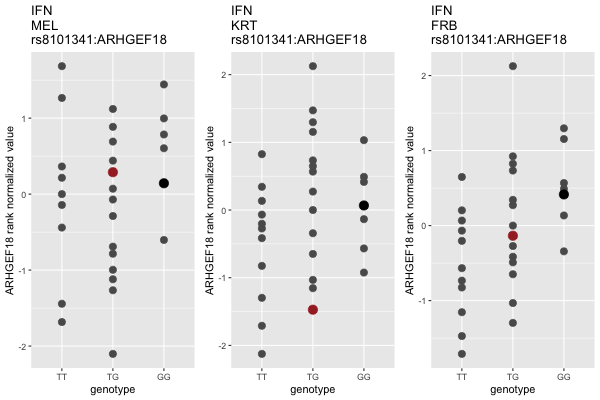 IFN
MEL
rs8101341:ARHGEF18
ARHGEF18 rank normalized value
1
0
-1
-2
TT
TG
GG
genotype
IFN
KRT
rs8101341:ARHGEF18
ARHGEF18 rank normalized value
2
1
0
-1
-2
TT
TG
GG
genotype
IFN
FRB
rs8101341:ARHGEF18
ARHGEF18 rank normalized value
2
1
0
-1
TT
TG
GG
genotype